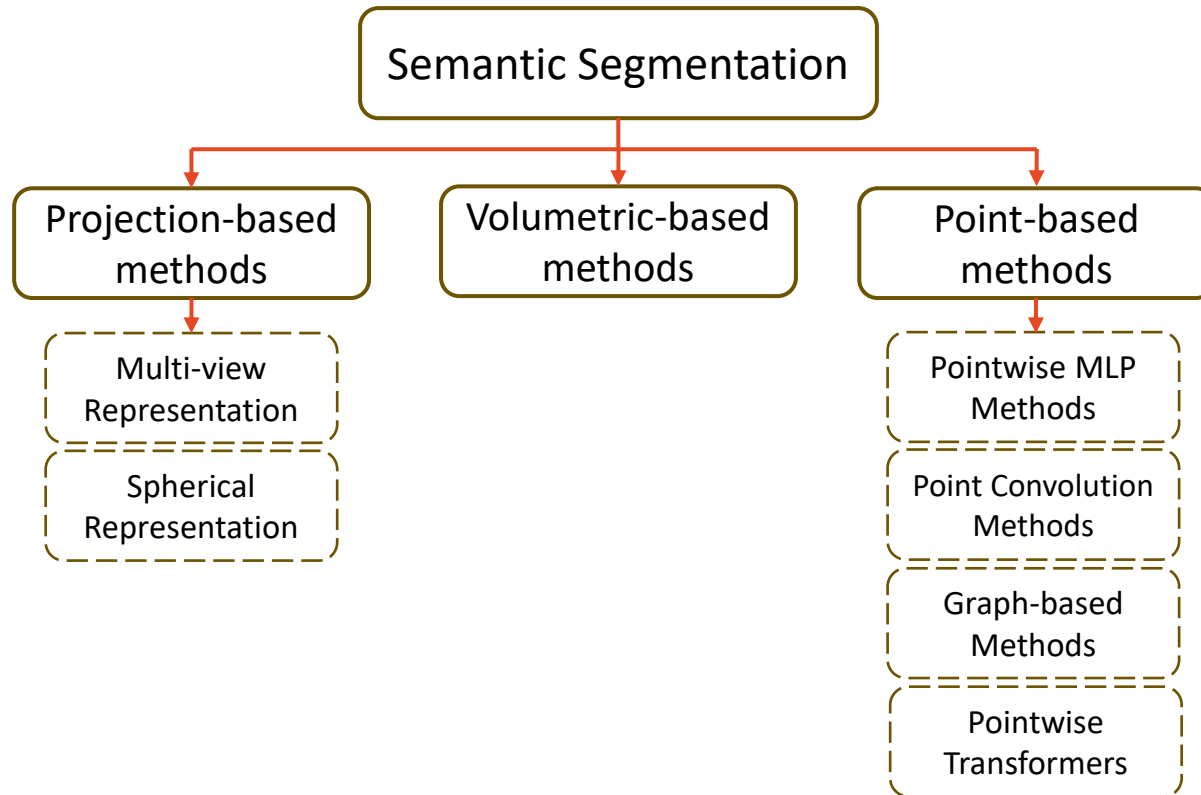 Semantic Segmentation
Projection-based
methods
Volumetric-based
methods
Point-based
methods
Multi-view
Representation
Spherical
Representation
Pointwise MLP
Methods
Point Convolution
Methods
Graph-based
Methods
Pointwise
Transformers